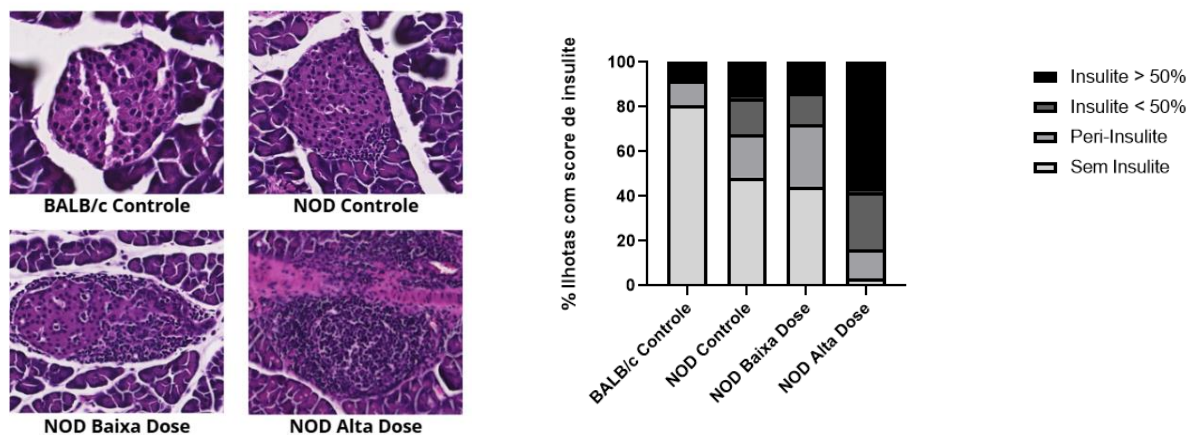 BALB/c Controle
NOD Controle
NOD Baixa Dose
NOD Alta Dose
% Ilhotas com score de insulite
100
80
60
40
20
0
BALB/c Controle
NOD Controle
NOD Baixa Dose
NOD Alta Dose
Insulite > 50%
Insulite < 50%
Peri-Insulite
Sem Insulite